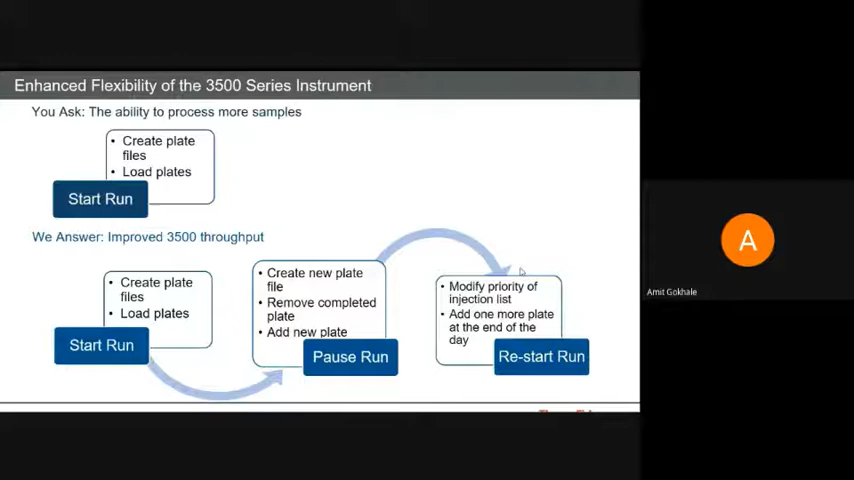 Enhanced Flexibility of the 3500 Series Instrument
You Ask: The ability to process more samples
• Create plate
files
• Load plates
Start Run
We Answer: Improved 3500 throughput
• Create plate
files
• Load plates
Start Run
• Create new plate
file
• Remove completed
plate
• Add new plate
Pause Run
• Modify priority of
injection list
• Add one more plate
at the end of the
day
Re-start Run
A
Amit Gokhale